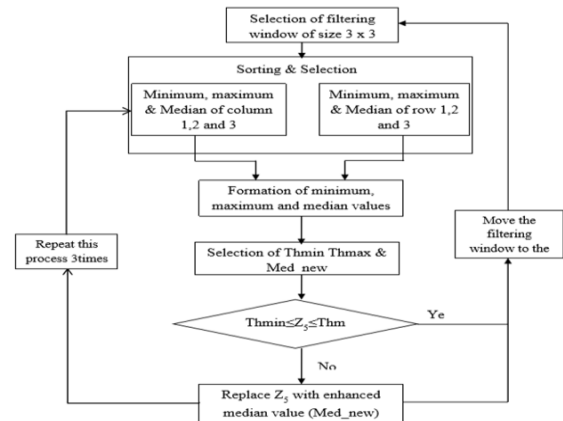 Selection of filtering
window of size 3 x 3
Sorting & Selection
Minimum, maximum
& Median of column
1,2 and 3
Minimum, maximum
& Median of row 1,2
and 3
Formation of minimum,
maximum and median values
Repeat this
process 3times
Move the
filtering
window to the
Selection of Thmin Thmax &
Med_new
Thmin≤Z₅≤Thm
Ye
No
Replace Z₅ with enhanced
median value (Med_new)